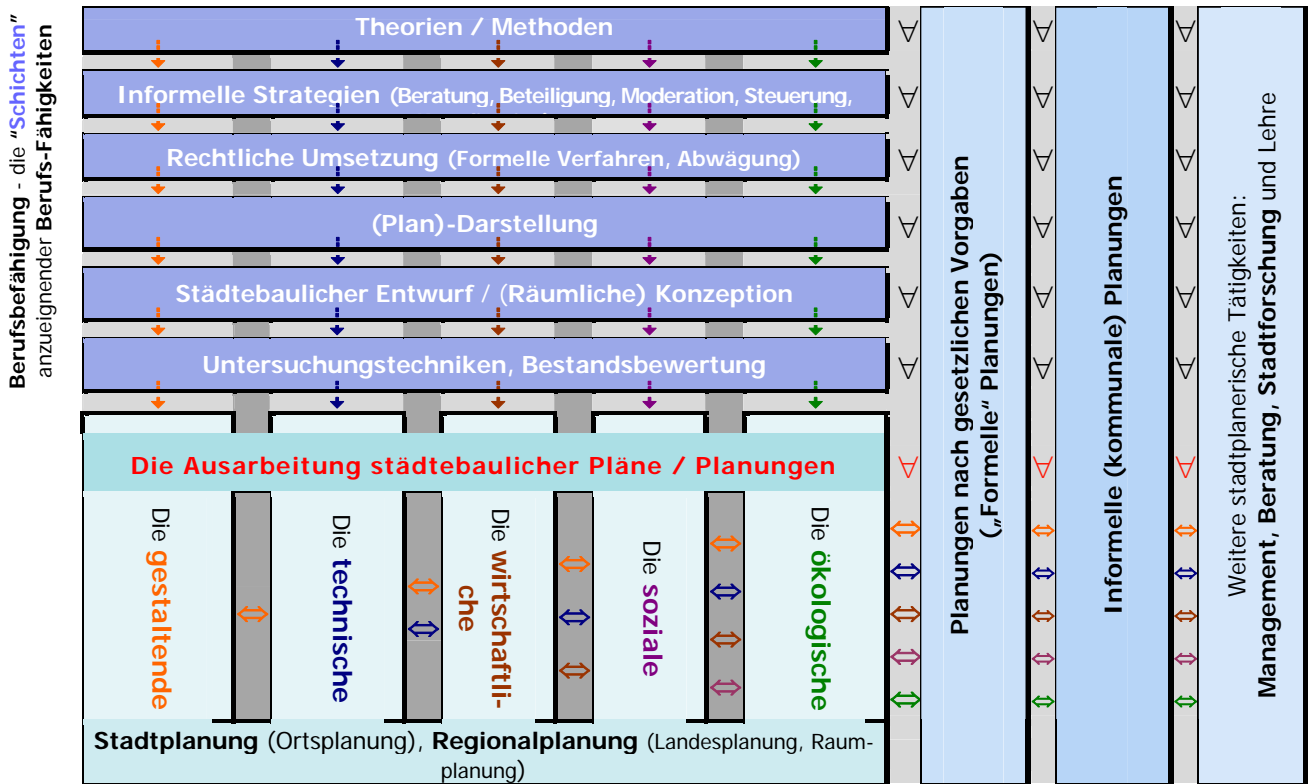 Berufsbefähigung - die "Schichten"
anzueignender Berufs-Fähigkeiten
Theorien / Methoden
Informelle Strategien (Beratung, Beteiligung, Moderation, Steuerung,
Rechtliche Umsetzung (Formelle Verfahren, Abwägung)
(Plan)-Darstellung
Städtebaulicher Entwurf / (Räumliche) Konzeption
Untersuchungstechniken, Bestandsbewertung
Die Ausarbeitung städtebaulicher Pläne / Planungen
Die gestaltende
Die technische
Die wirtschaftli-
che
Die soziale
Die ökologische
Stadtplanung (Ortsplanung), Regionalplanung (Landesplanung, Raum-
planung)
Planungen nach gesetzlichen Vorgaben
(„Formelle“ Planungen)
Informelle (kommunale) Planungen
Weitere stadtplanerische Tätigkeiten:
Management, Beratung, Stadtforschung und Lehre